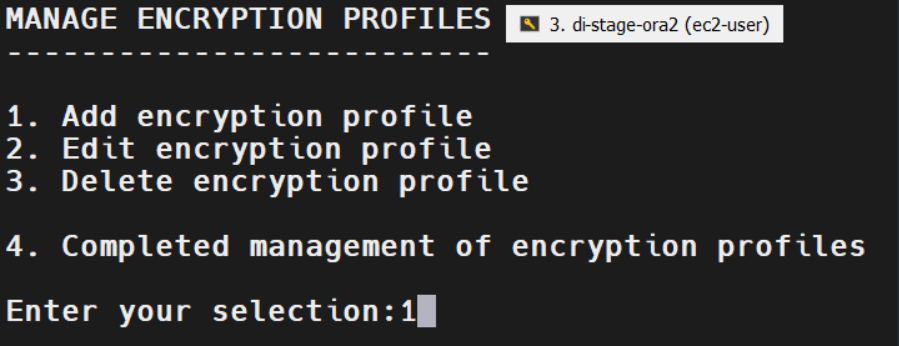 MANAGE ENCRYPTION PROFILES
3. di-stage-ora2 (ec2-user)
--------------------------
1. Add encryption profile
2. Edit encryption profile
3. Delete encryption profile
4. Completed management of encryption profiles
Enter your selection:1